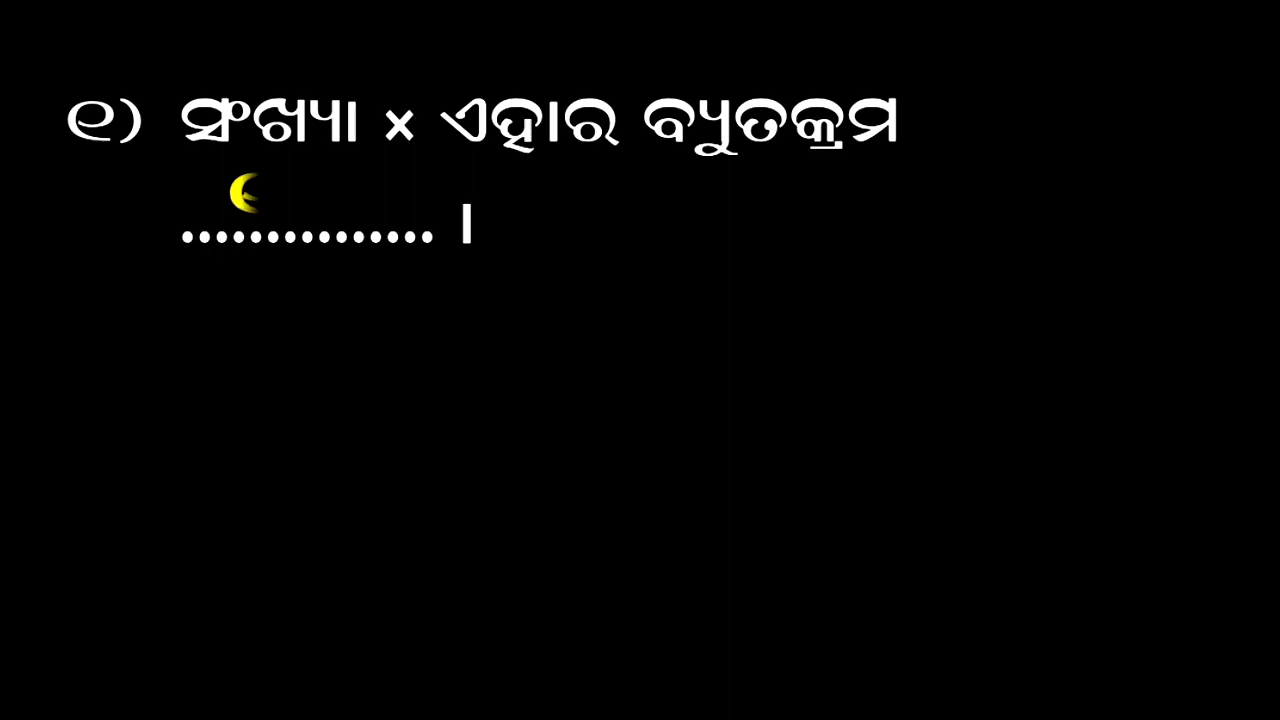 ୧) ସଂଖ୍ୟା × ଏହାର ବ୍ୟୁତକ୍ରମ
............... ।